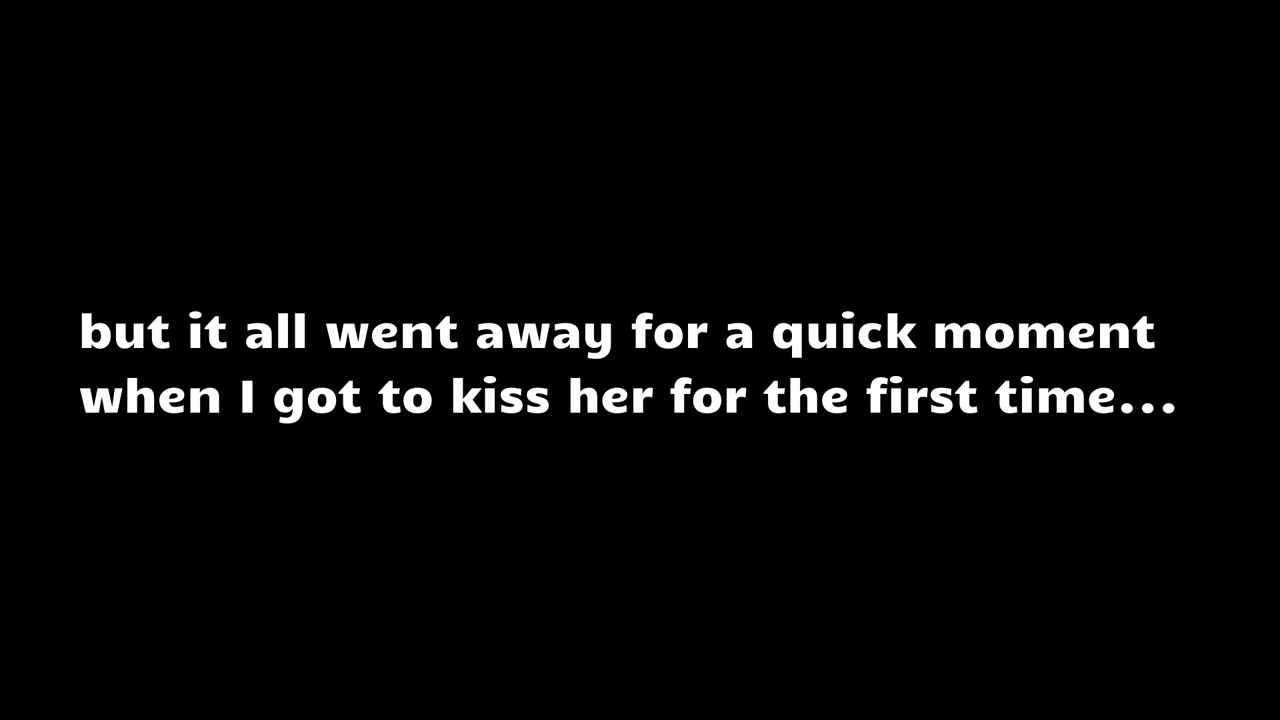 but it all went away for a quick moment
when I got to kiss her for the first time...